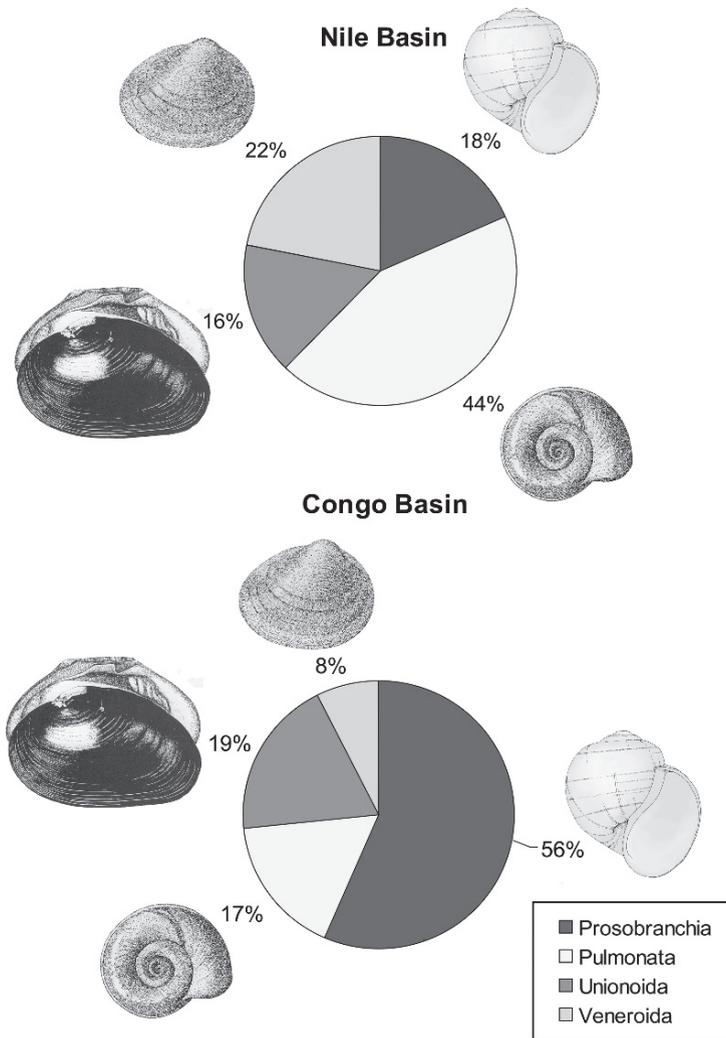 Nile Basin
18%
22%
16%
44%
Congo Basin
8%
19%
56%
17%
Prosobranchia
Pulmonata
Unionoida
Veneroida